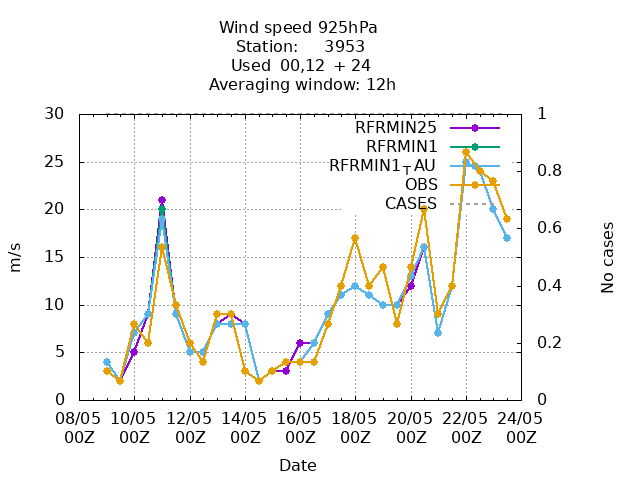 Wind speed 925hPa
Station: 3953
Used 00,12 + 24
Averaging window: 12h
30 1
RFRMIN25
RFRMIN1
25
0.8
RFRMIN1TAU
OBS
20
CASES
0.6
15
m/s
No cases
10
0.4
5
0.2
0 0
08/05 10/05 12/05 14/05 16/05 18/05 20/05 22/05 24/05
00Z 00Z 00Z 00Z 00Z 00Z 00Z 00Z 00Z
Date